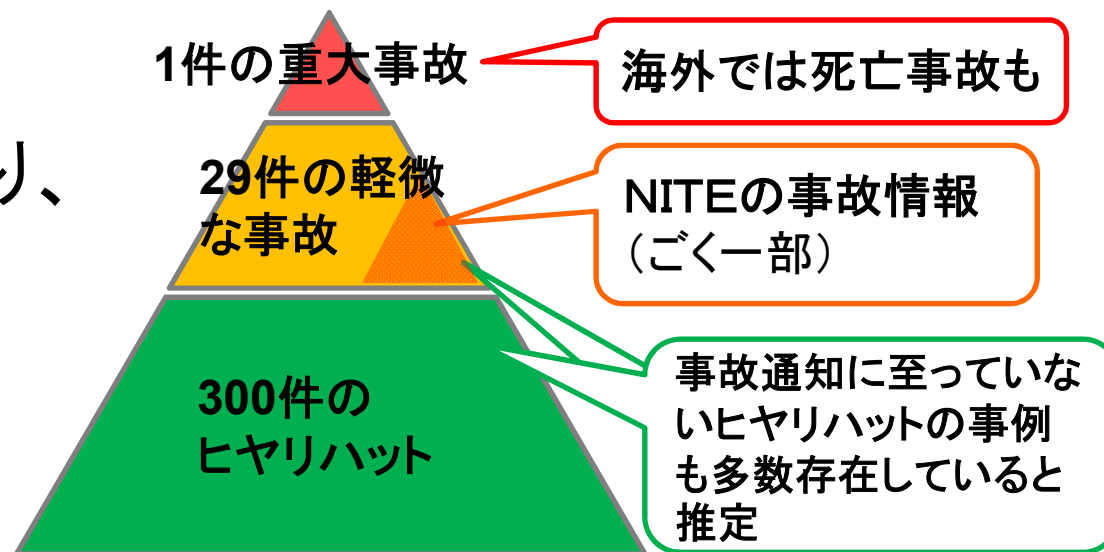 1件の重大事故
海外では死亡事故も
り、
29件の軽微
な事故
NITEの事故情報
(ごく一部)
300件の
ヒヤリハット
事故通知に至っていな
いヒヤリハットの事例
も多数存在していると
推定